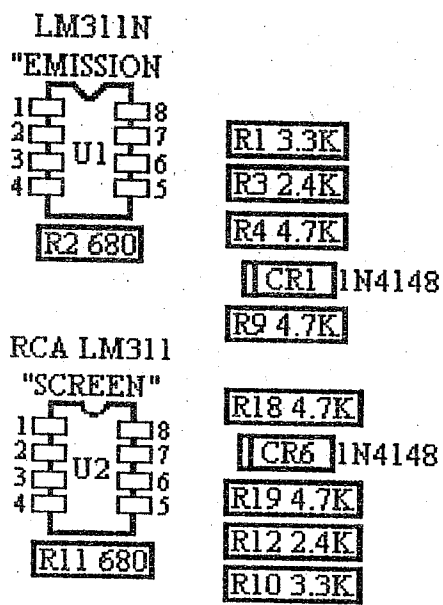 LM311N
"EMISSION
1 8
2 7
3 U1 6
4 5
R2 680
R1 3.3K
R3 2.4K
R4 4.7K
CR1 1N4148
R9 4.7K
RCA LM311
"SCREEN"
1 8
2 7
3 U2 6
4 5
R11 680
R18 4.7K
CR6 1N4148
R19 4.7K
R12 2.4K
R10 3.3K